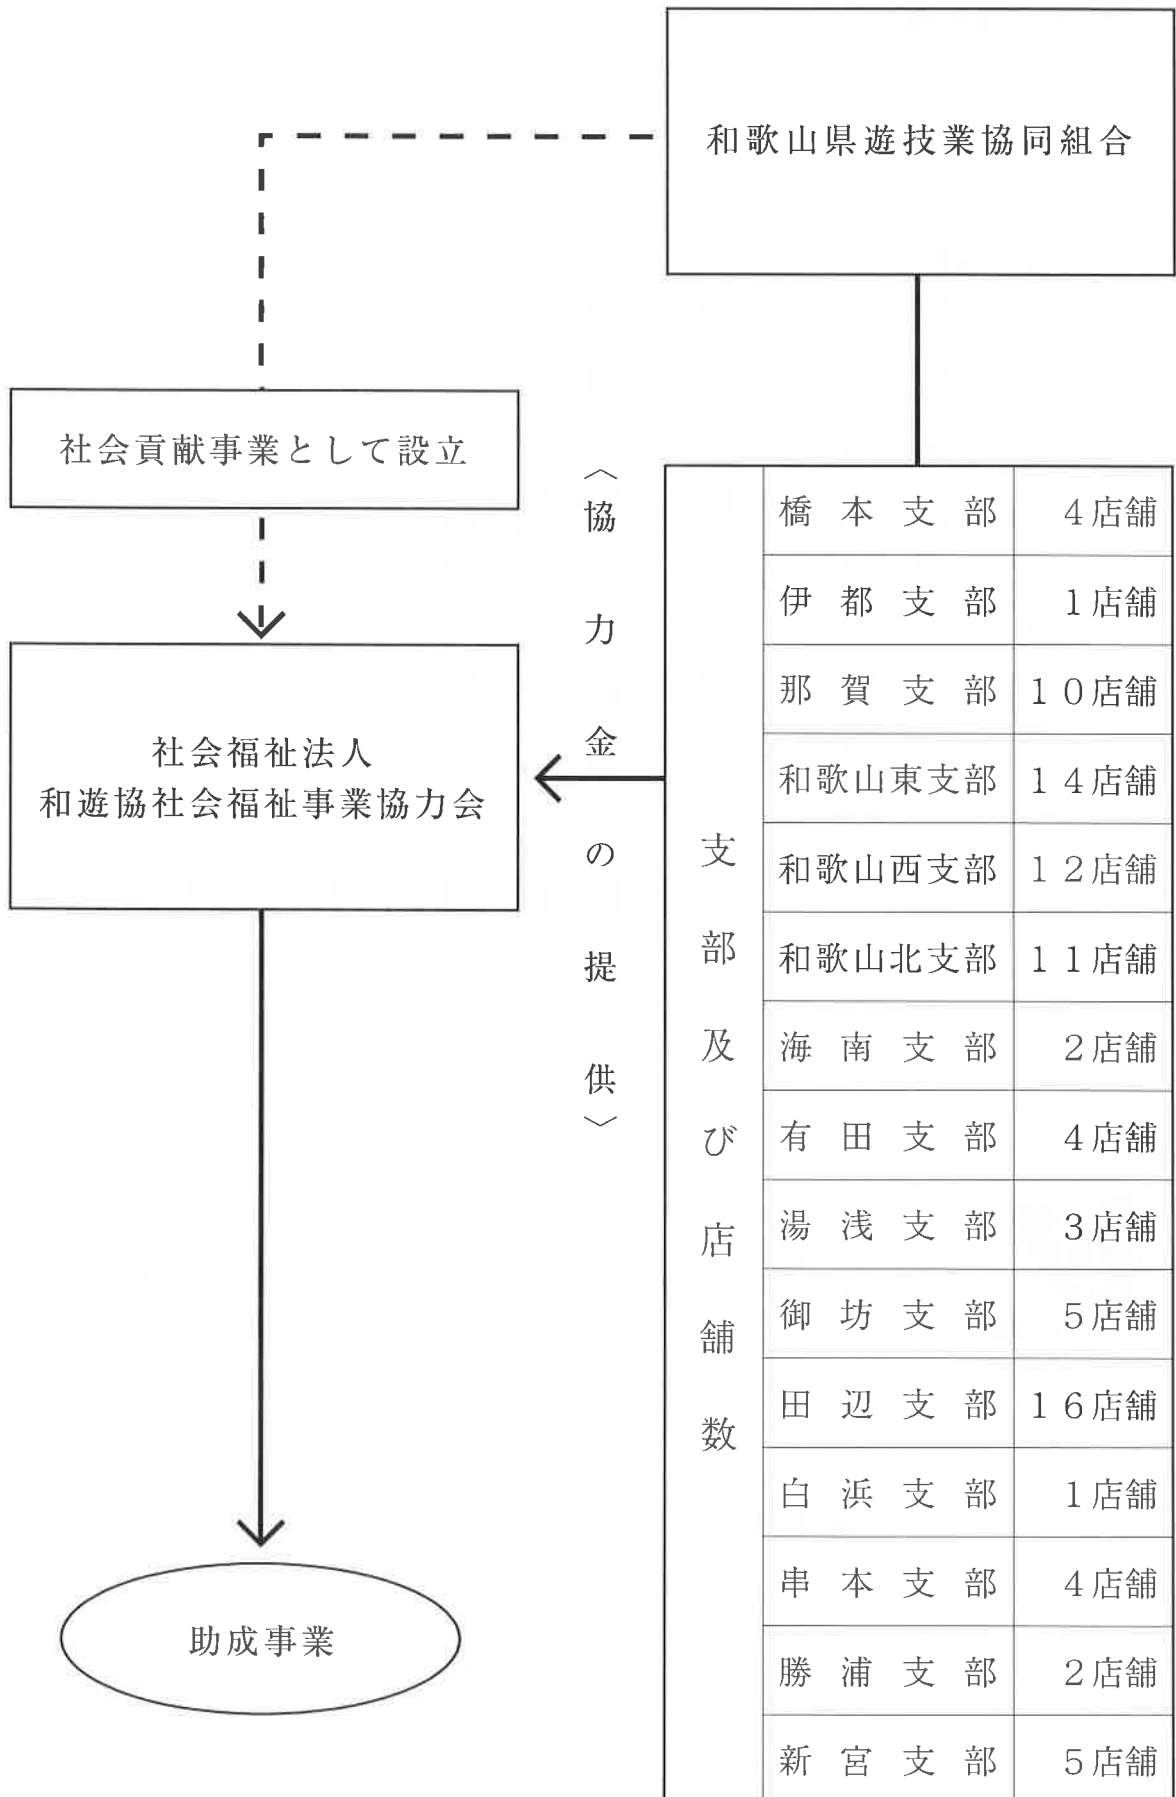 和歌山県遊技業協同組合
社会貢献事業として設立
社会福祉法人
和遊協社会福祉事業協力会
助成事業
〈協力金の提供〉
支部及び店舗数
橋本支部 4店舗
伊都支部 1店舗
那賀支部 10店舗
和歌山東支部 14店舗
和歌山西支部 12店舗
和歌山北支部 11店舗
海南支部 2店舗
有田支部 4店舗
湯浅支部 3店舗
御坊支部 5店舗
田辺支部 16店舗
白浜支部 1店舗
串本支部 4店舗
勝浦支部 2店舗
新宮支部 5店舗